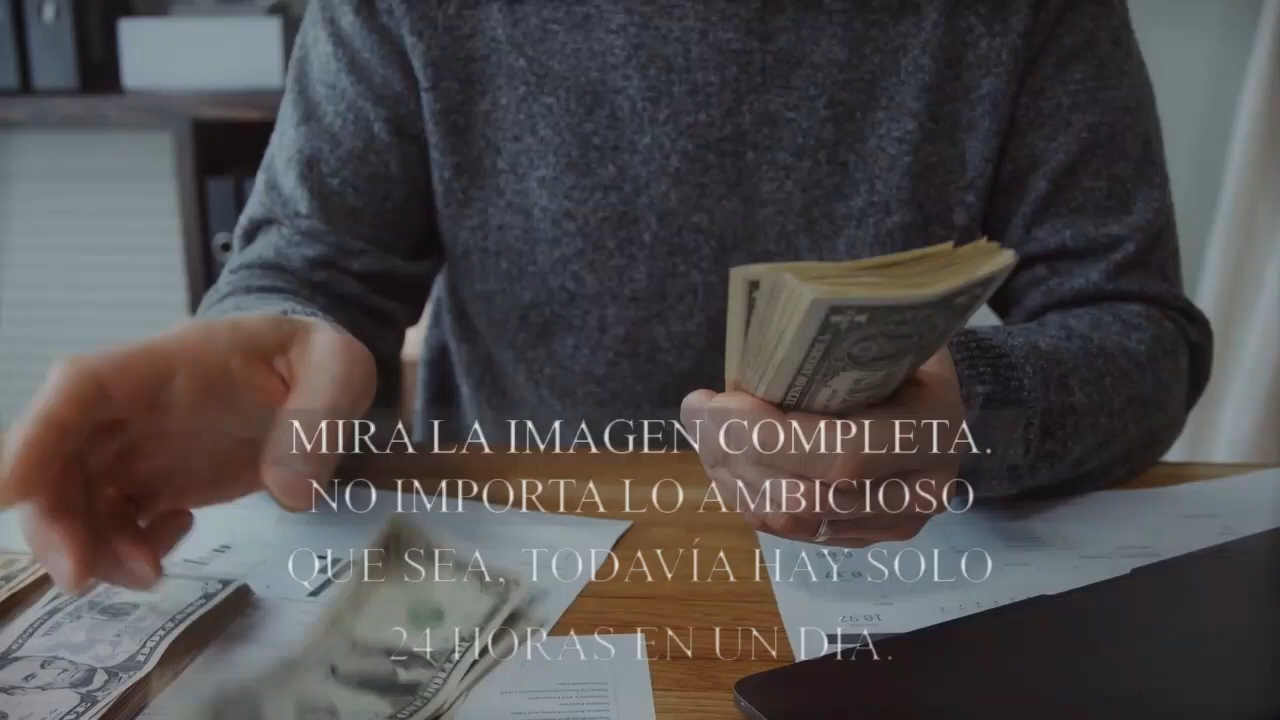 MIRA LA IMAGEN COMPLETA.
NO IMPORTA LO AMBICIOSO
QUE SEA, TODAVÍA HAY SOLO
24 HORAS EN UN DÍA.